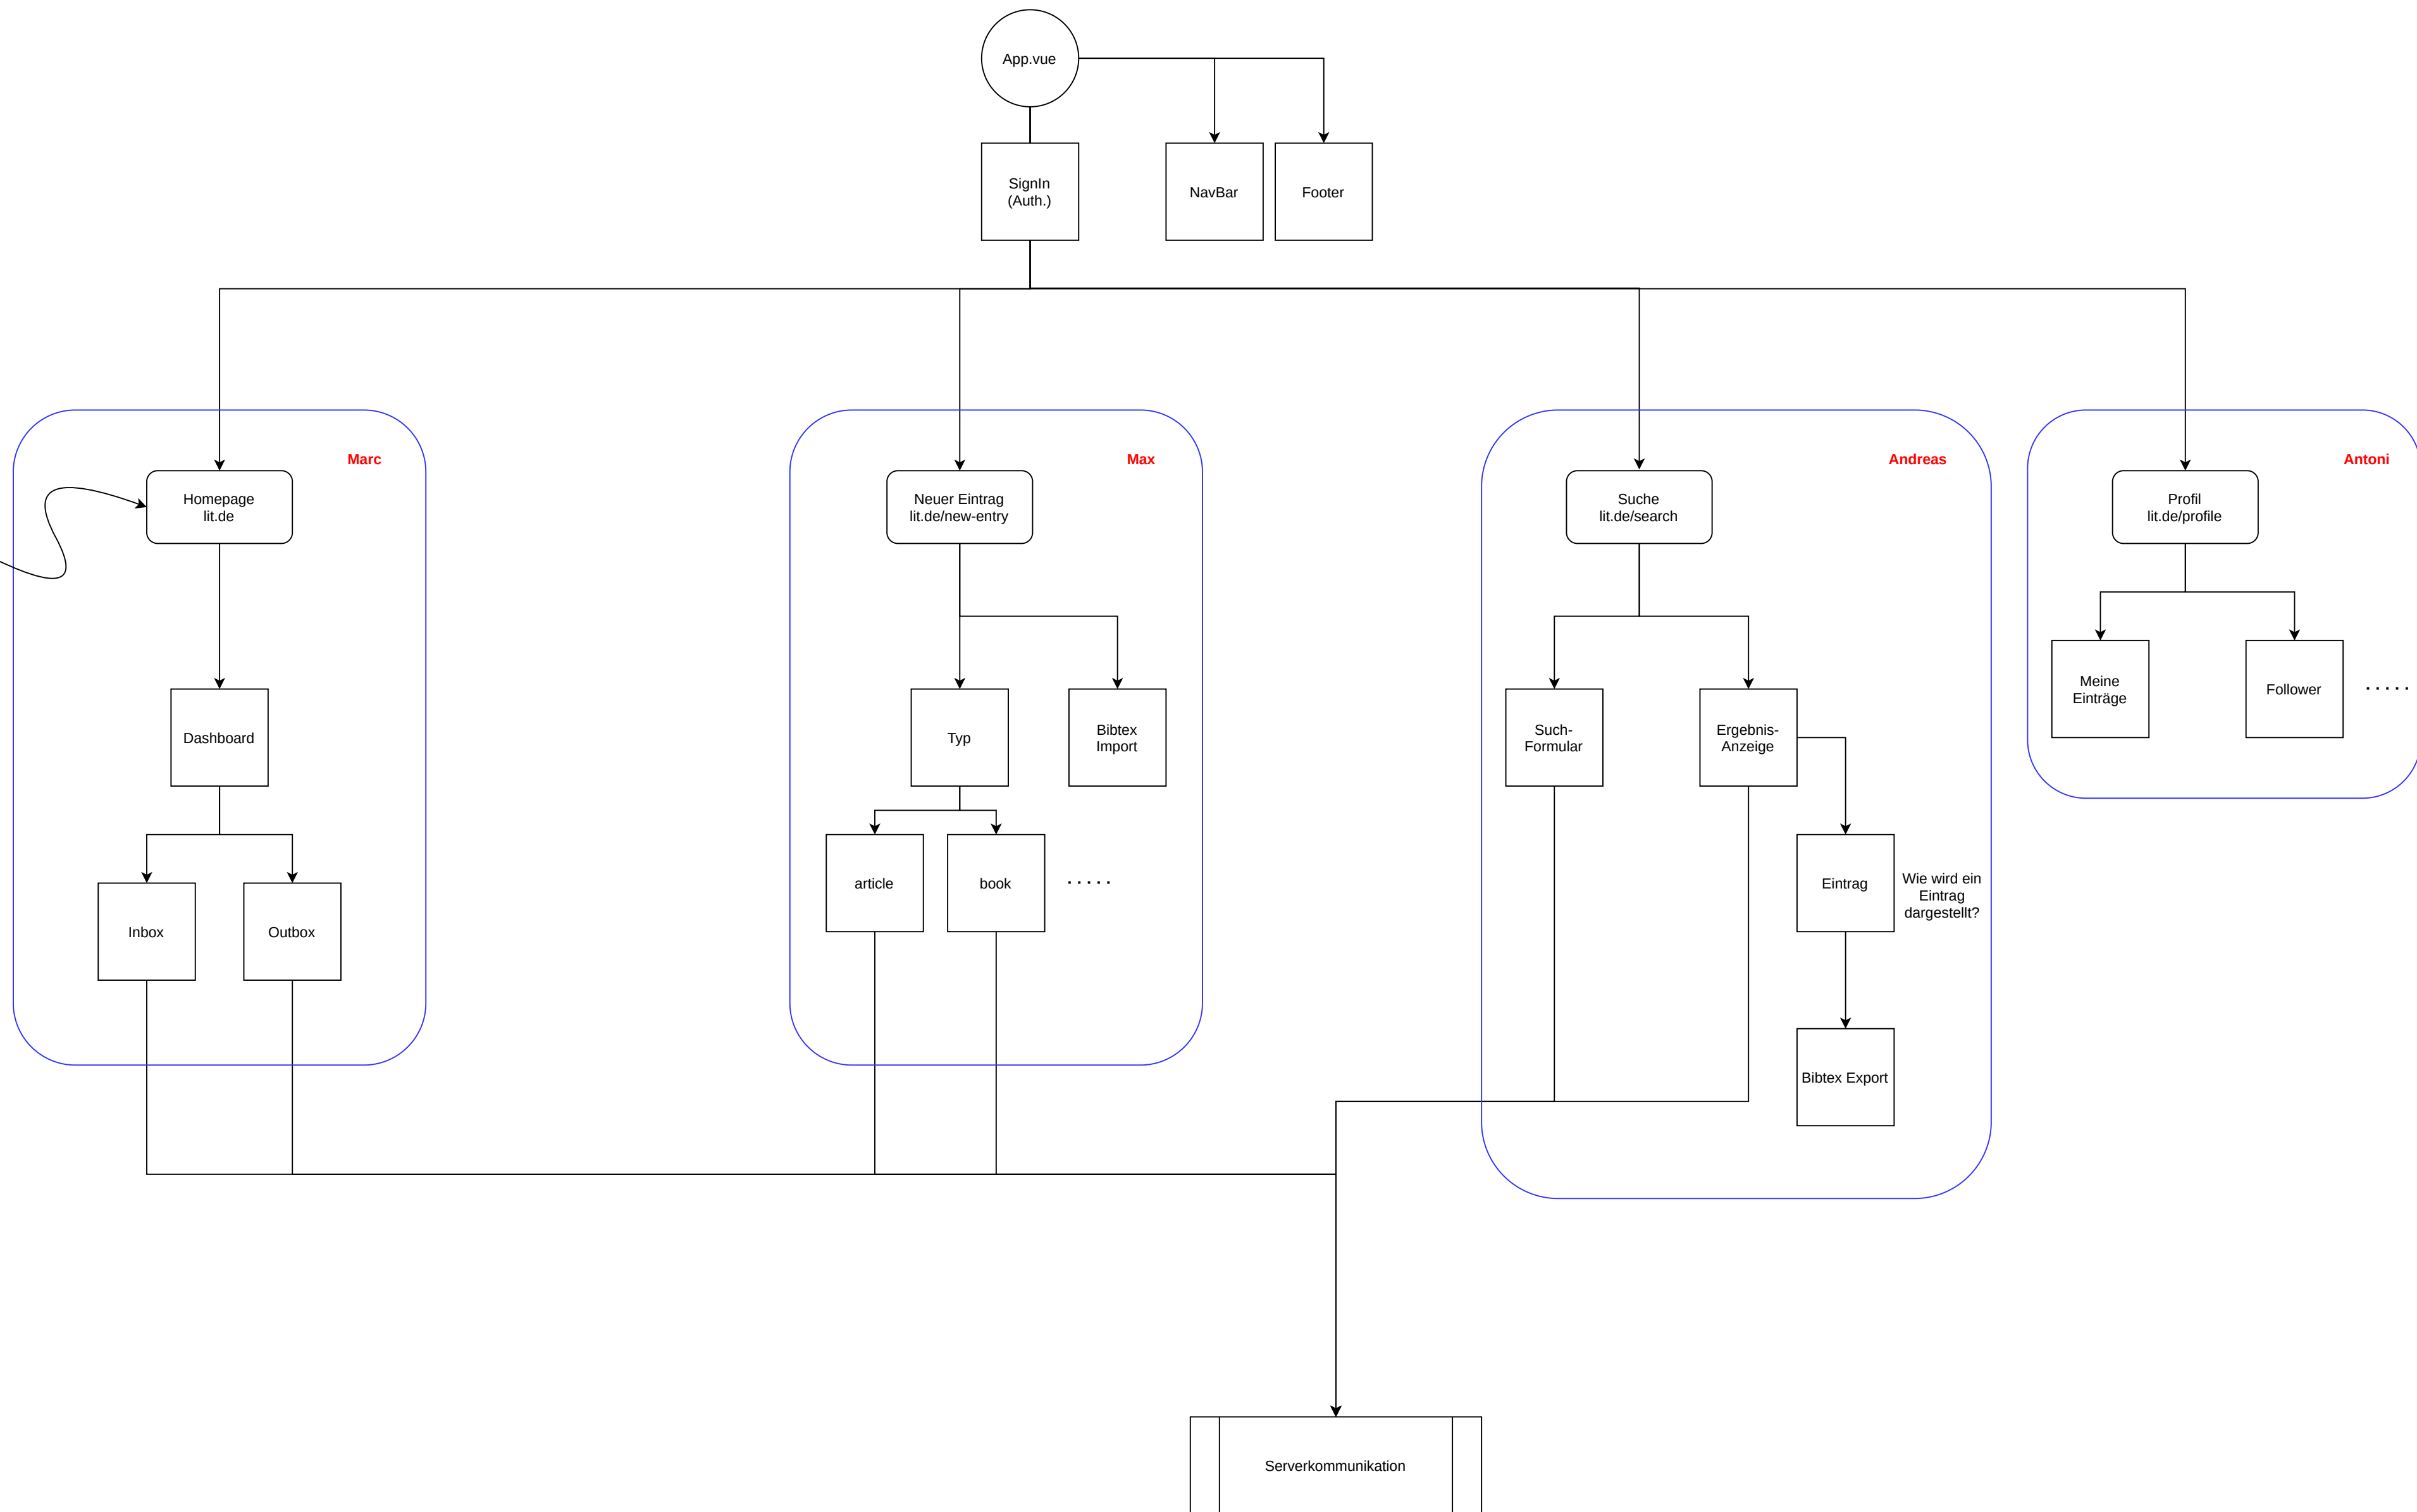 App.vue
SignIn
(Auth.)
NavBar
Footer
Marc
Max
Andreas
Antoni
Homepage
lit.de
Neuer Eintrag
lit.de/new-entry
Suche
lit.de/search
Profil
lit.de/profile
Meine
Einträge
Follower
.....
Dashboard
Typ
Bibtex
Import
Such-
Formular
Ergebnis-
Anzeige
Inbox
Outbox
article
book
.....
Eintrag
Wie wird ein
Eintrag
dargestellt?
Bibtex Export
Serverkommunikation